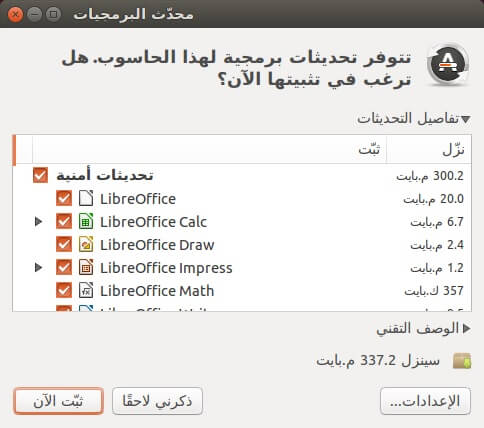 محدّث البرمجيات
تتوفر تحديثات برمجية لهذا الحاسوب. هل
ترغب في تثبيتها الآن؟
تفاصيل التحديثات
نزّل ثبّت
تحديثات أمنية 300.2 م.بايت
LibreOffice 20.0 م.بايت
LibreOffice Calc 6.7 م.بايت
LibreOffice Draw 2.4 م.بايت
LibreOffice Impress 1.2 م.بايت
LibreOffice Math 357 ك.بايت
LibreOffice
الوصف التقني
سينزل 337.2 م.بايت
الإعدادات...
ذكرني لاحقًا
ثبّت الآن